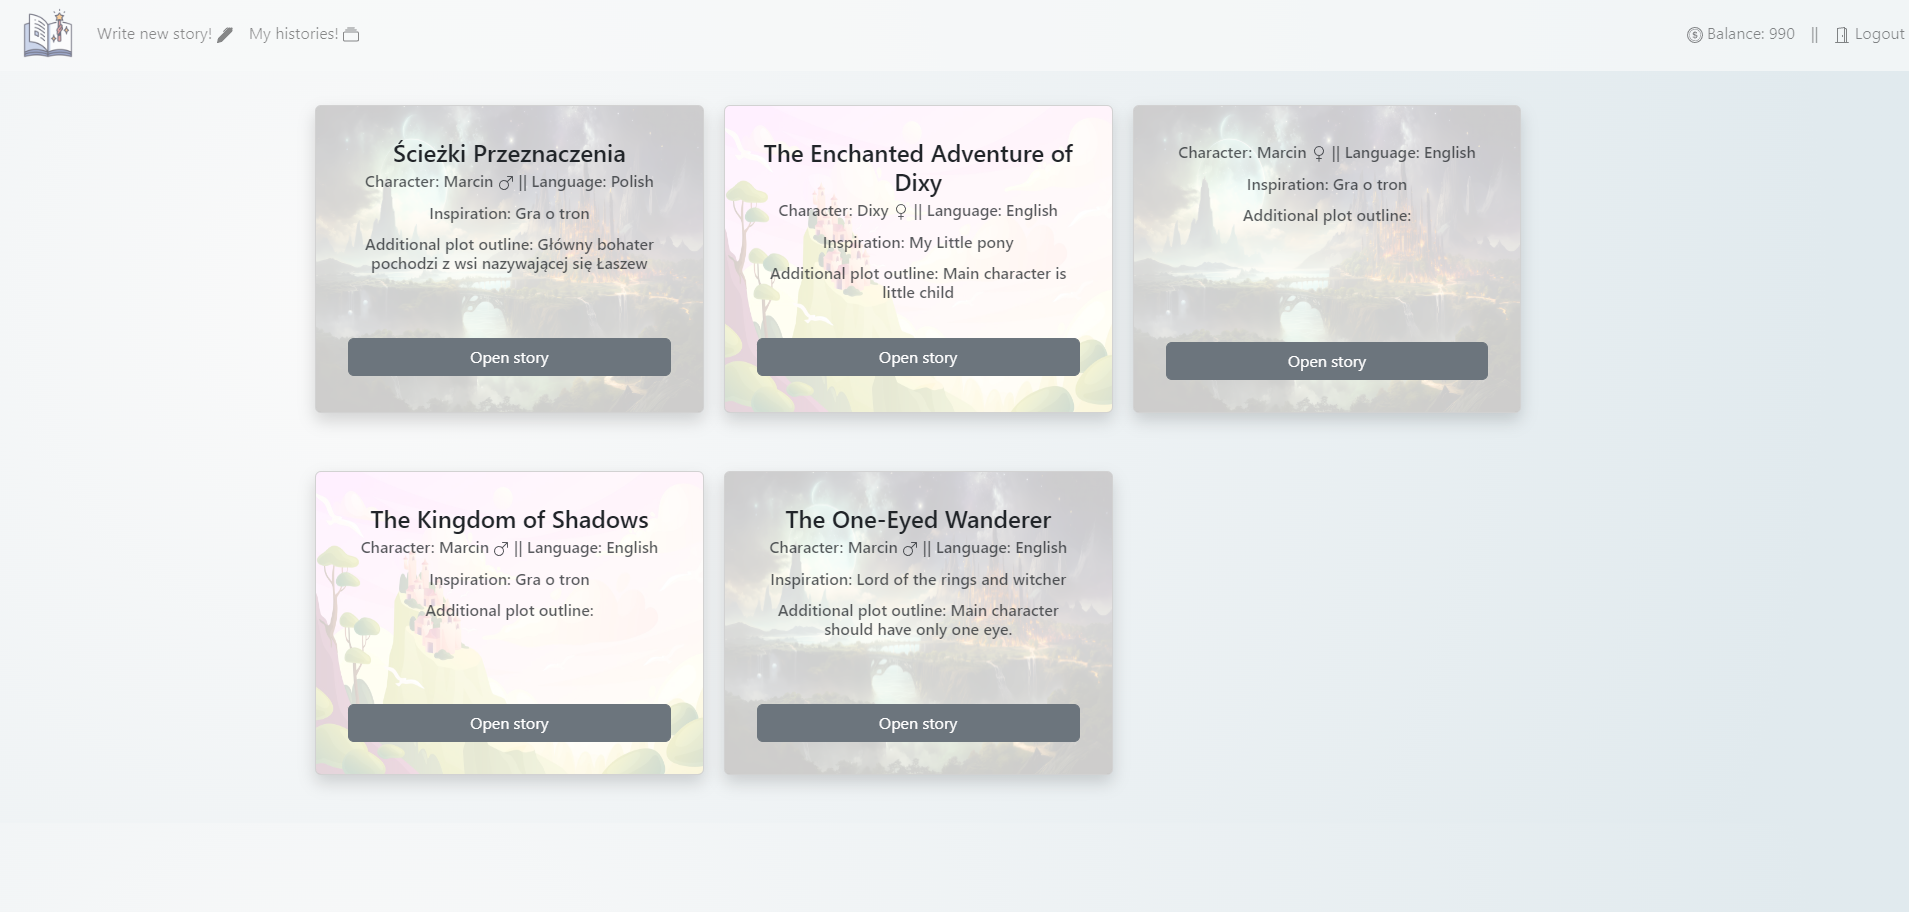 Write new story! My histories!
Balance: 990 || Logout
Ścieżki Przeznaczenia
Character: Marcin ♂ || Language: Polish
Inspiration: Gra o tron
Additional plot outline: Główny bohater
pochodzi z wsi nazywającej się Łaszew
Open story
The Enchanted Adventure of
Dixy
Character: Dixy ♀ || Language: English
Inspiration: My Little pony
Additional plot outline: Main character is
little child
Open story
Character: Marcin ♀ || Language: English
Inspiration: Gra o tron
Additional plot outline:
Open story
The Kingdom of Shadows
Character: Marcin ♂ || Language: English
Inspiration: Gra o tron
Additional plot outline:
Open story
The One-Eyed Wanderer
Character: Marcin ♂ || Language: English
Inspiration: Lord of the rings and witcher
Additional plot outline: Main character
should have only one eye.
Open story